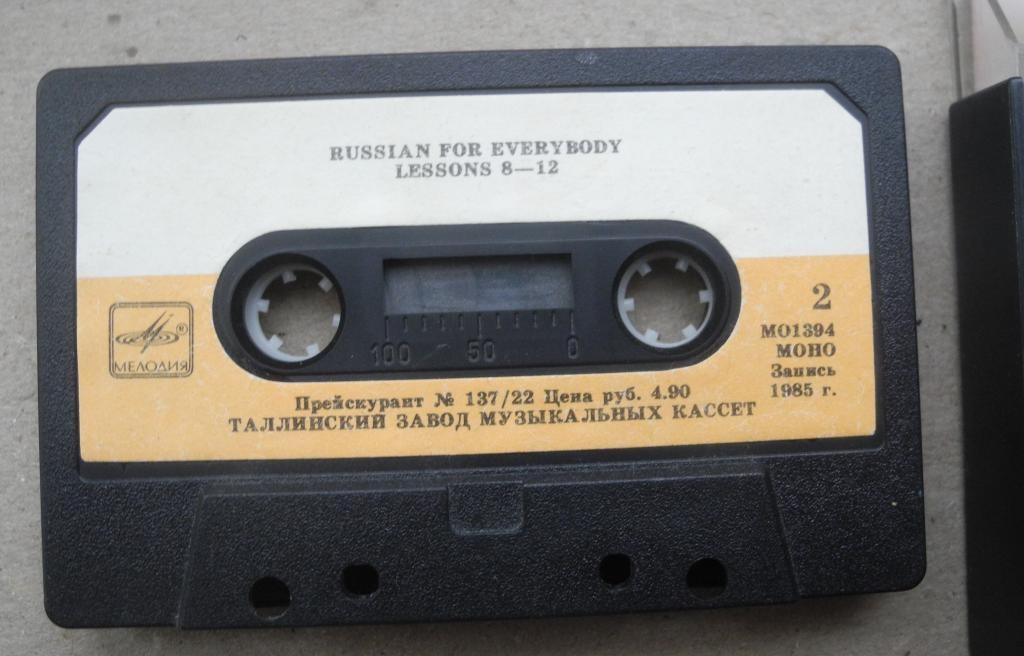 RUSSIAN FOR EVERYBODY
LESSONS 8—12
2
МО1394
МОНО
Запись
1985 г.
®
МЕЛОДИЯ
100 50 0
Прейскурант № 137/22 Цена руб. 4.90
ТАЛЛИНСКИЙ ЗАВОД МУЗЫКАЛЬНЫХ КАССЕТ